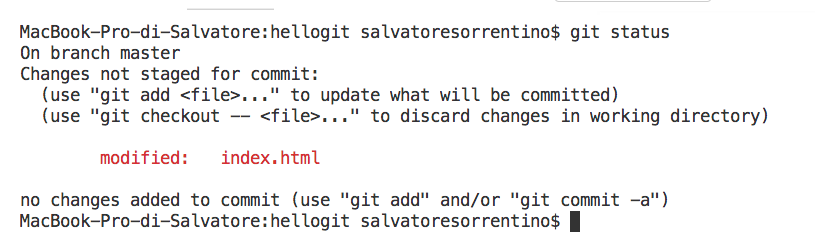 MacBook-Pro-di-Salvatore:hellogit salvatoresorrentino$ git status
On branch master
Changes not staged for commit:
  (use "git add <file>..." to update what will be committed)
  (use "git checkout -- <file>..." to discard changes in working directory)
        modified:   index.html
no changes added to commit (use "git add" and/or "git commit -a")
MacBook-Pro-di-Salvatore:hellogit salvatoresorrentino$